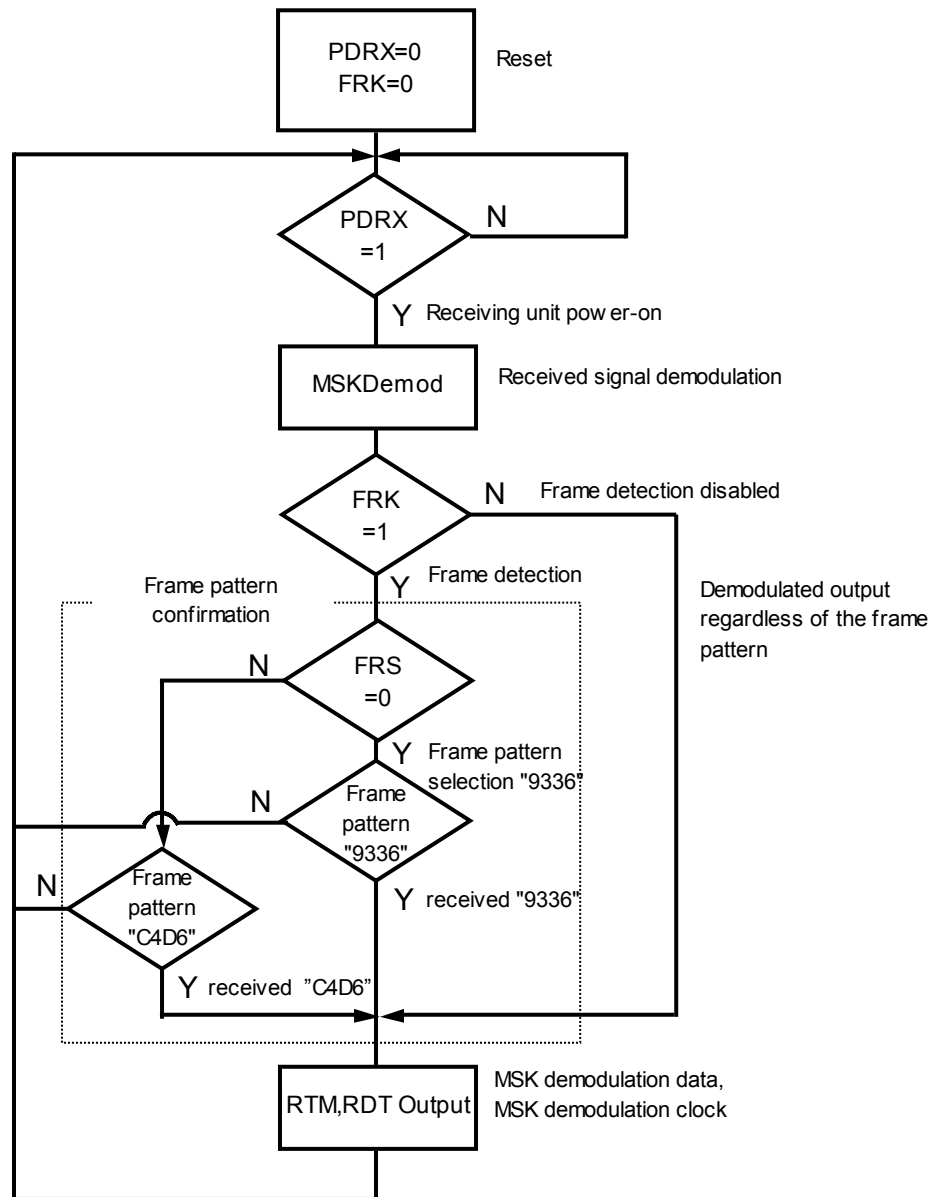 PDRX=0
FRK=0
Reset
PDRX
=1
N
Y
Receiving unit power-on
MSKDemod
Received signal demodulation
FRK
=1
N
Frame detection disabled
Y
Frame detection
Frame pattern
confirmation
Demodulated output
regardless of the frame
pattern
N
FRS
=0
Y
Frame pattern
selection "9336"
N
Frame
pattern
"9336"
N
Frame
pattern
"C4D6"
Y received "9336"
Y received "C4D6”
RTM,RDT Output
MSK demodulation data,
MSK demodulation clock